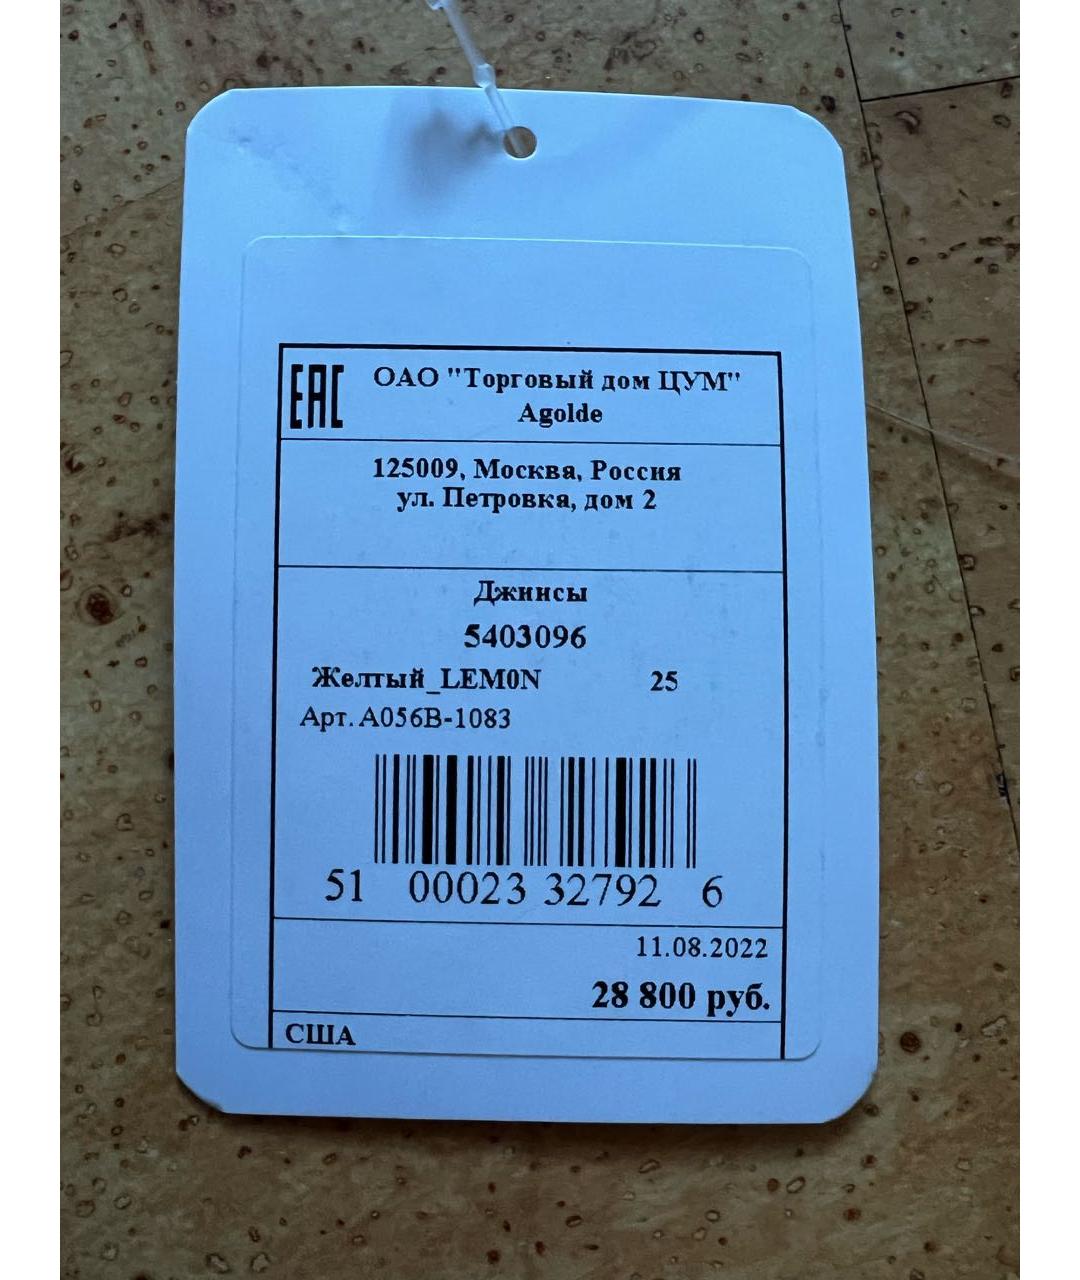 EAC
ОАО "Торговый дом ЦУМ"
Agolde
125009, Москва, Россия
ул. Петровка, дом 2
Джинсы
5403096
Желтый_LEM0N 25
Арт. A056B-1083
51 00023 32792 6
11.08.2022
28 800 руб.
США